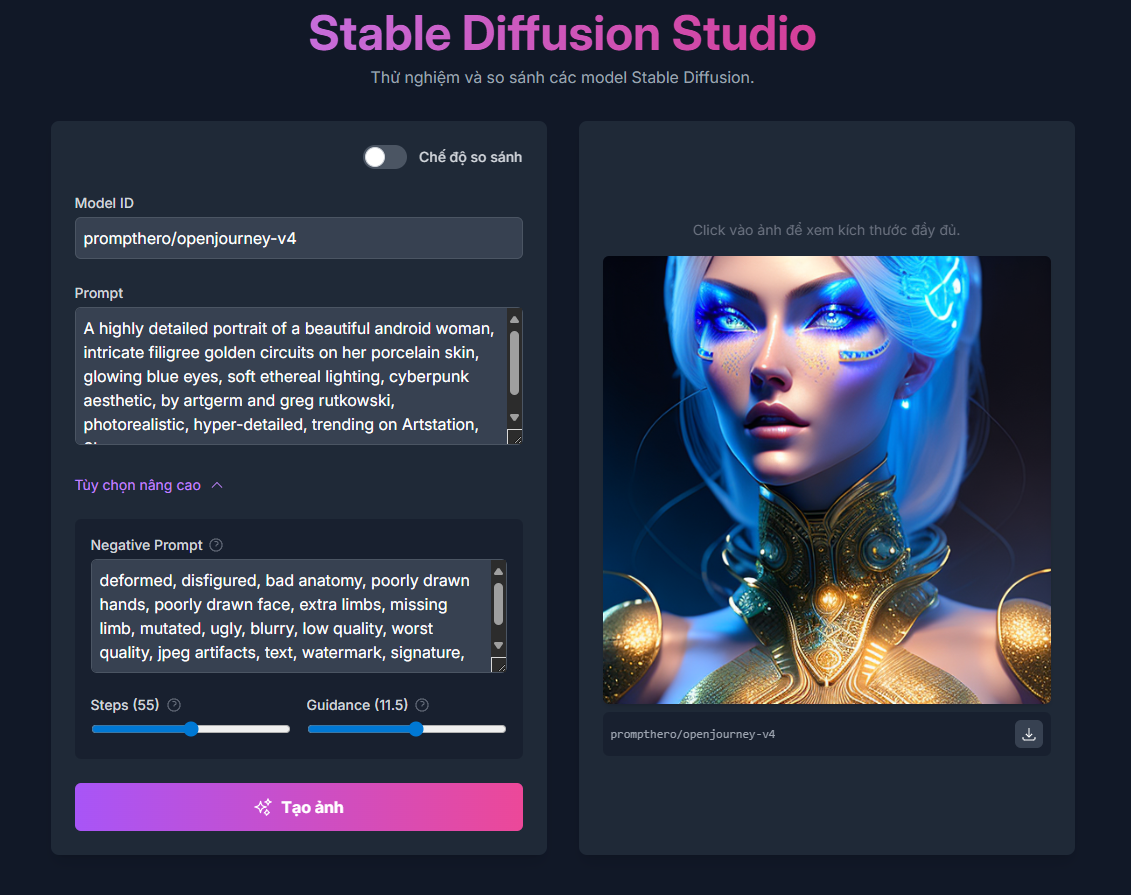 Stable Diffusion Studio
Thử nghiệm và so sánh các model Stable Diffusion.
Chế độ so sánh
Model ID
prompthero/openjourney-v4
Prompt
A highly detailed portrait of a beautiful android woman,
intricate filigree golden circuits on her porcelain skin,
glowing blue eyes, soft ethereal lighting, cyberpunk
aesthetic, by artgerm and greg rutkowski,
photorealistic, hyper-detailed, trending on Artstation,
Tùy chọn nâng cao
Negative Prompt
deformed, disfigured, bad anatomy, poorly drawn
hands, poorly drawn face, extra limbs, missing
limb, mutated, ugly, blurry, low quality, worst
quality, jpeg artifacts, text, watermark, signature,
Steps (55)
Guidance (11.5)
Tạo ảnh
Click vào ảnh để xem kích thước đầy đủ.
prompthero/openjourney-v4